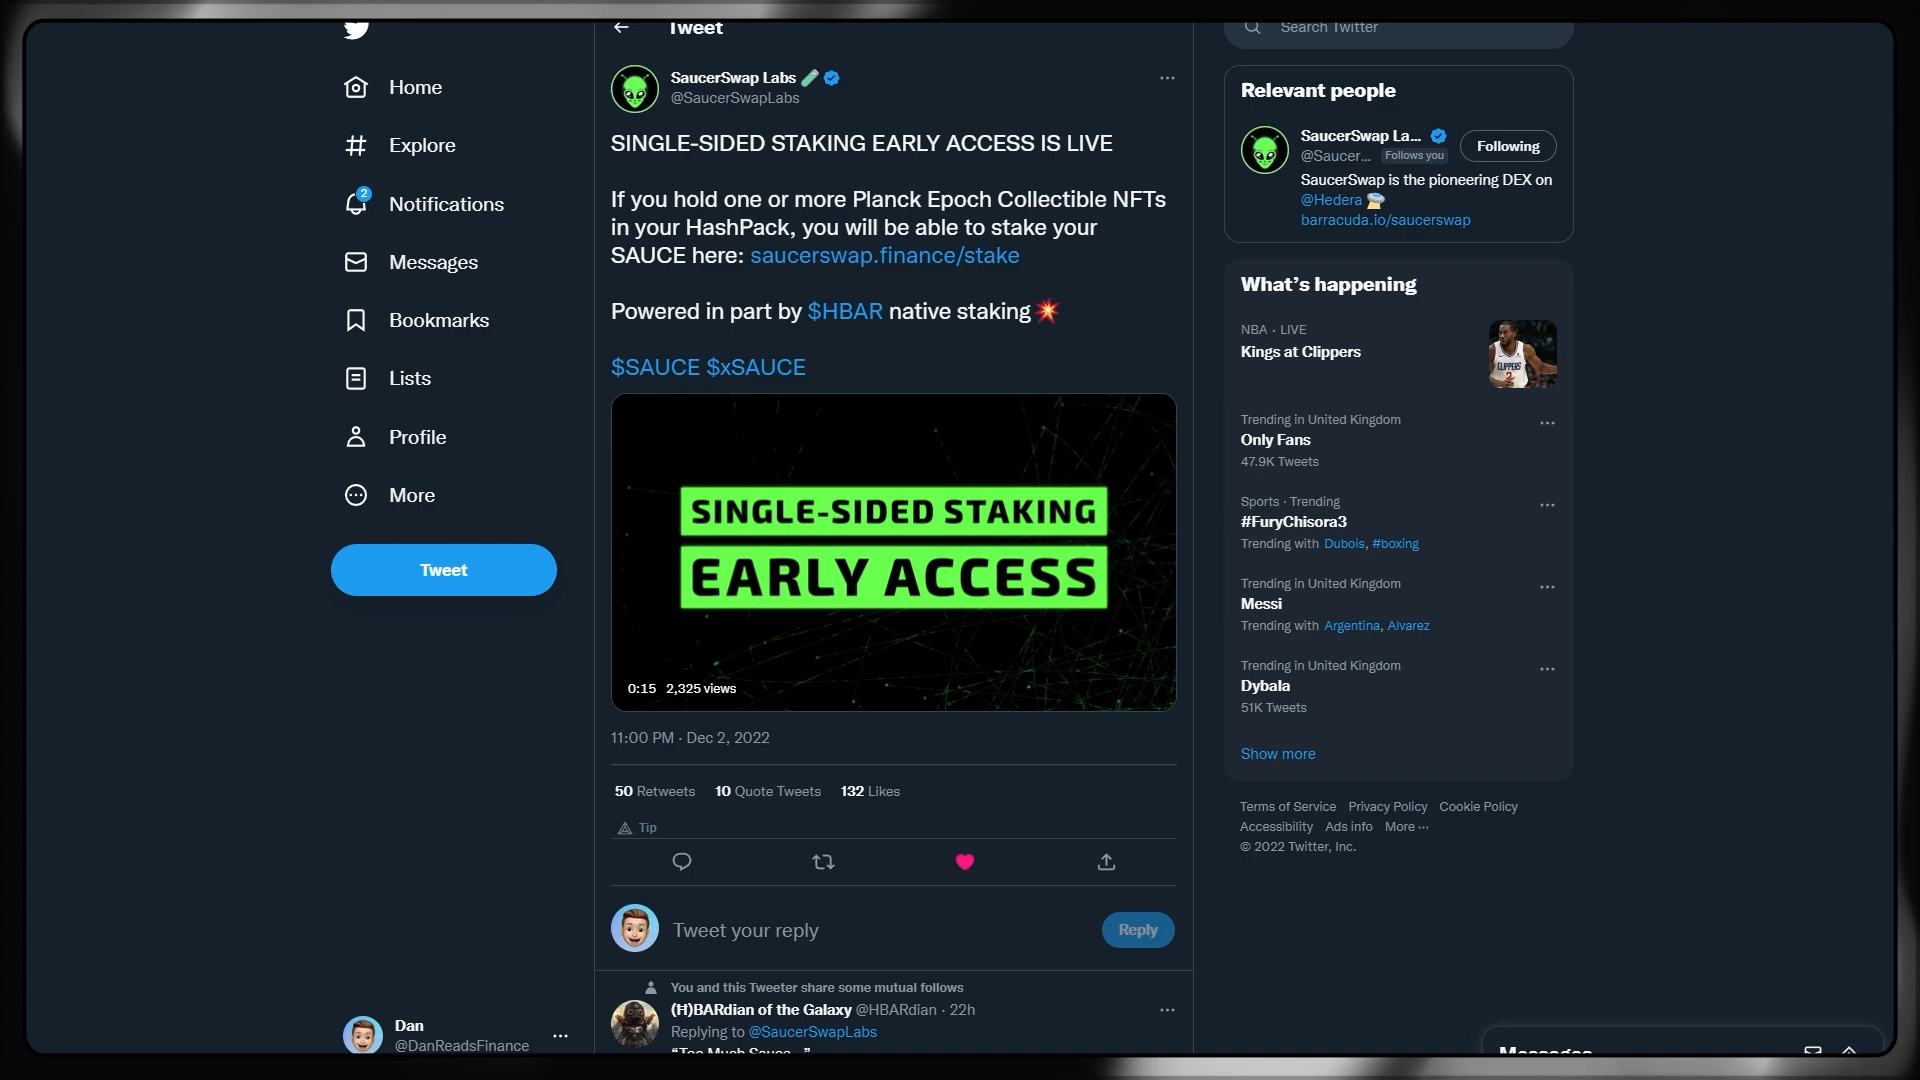 Home
Explore
2
Notifications
Messages
Bookmarks
Lists
Profile
More
Tweet
Dan
@DanReadsFinance
Tweet
SaucerSwap Labs
@SaucerSwapLabs
SINGLE-SIDED STAKING EARLY ACCESS IS LIVE
If you hold one or more Planck Epoch Collectible NFTs
in your HashPack, you will be able to stake your
SAUCE here: saucerswap.finance/stake
Powered in part by $HBAR native staking💥
$SAUCE $xSAUCE
SINGLE-SIDED STAKING
EARLY ACCESS
0:15 2,325 views
11:00 PM · Dec 2, 2022
50 Retweets 10 Quote Tweets 132 Likes
Tip
Tweet your reply
Reply
You and this Tweeter share some mutual follows
(Ħ)BARdian of the Galaxy @HBARdian · 22h
Replying to @SaucerSwapLabs
“Too Much Sauce...”
Search Twitter
Relevant people
SaucerSwap La...
Following
@Saucer... Follows you
SaucerSwap is the pioneering DEX on
@Hedera
barracuda.io/saucerswap
What’s happening
NBA · LIVE
Kings at Clippers
CLIPPERS
2
Trending in United Kingdom
Only Fans
47.9K Tweets
Sports · Trending
#FuryChisora3
Trending with Dubois, #boxing
Trending in United Kingdom
Messi
Trending with Argentina, Alvarez
Trending in United Kingdom
Dybala
51K Tweets
Show more
Terms of Service Privacy Policy Cookie Policy
Accessibility Ads info More ···
© 2022 Twitter, Inc.
Messages